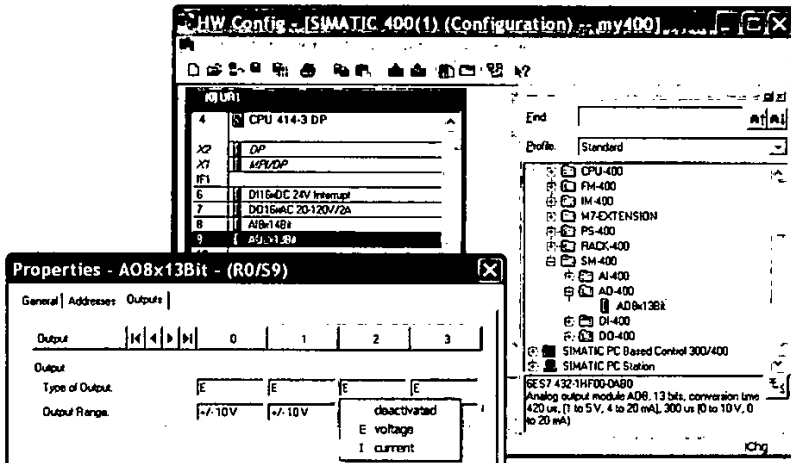 HW Config - [SIMATIC 400(1) (Configuration) -- my400]
(0) UR1
4 CPU 414-3 DP
X2 DP
X1 MPI/DP
IF1
6 DI16xDC 24V Interrupt
7 DO16xAC 20-120V/2A
8 AI8x14Bit
9 AO8x13Bit
Find
Profile: Standard
CPU-400
FM-400
IM-400
M7-EXTENSION
PS-400
RACK-400
SM-400
AI-400
AO-400
AO8x13Bit
DI-400
DO-400
SIMATIC PC Based Control 300/400
SIMATIC PC Station
6ES7 432-1HF00-0AB0
Analog output module AO8, 13 bits, conversion time
420 us, [1 to 5 V, 4 to 20 mA], 300 us [0 to 10 V, 0
to 20 mA)
Chg
Properties - AO8x13Bit - (R0/S9)
General Addresses Outputs
Output 0 1 2 3
Output
Type of Output: E E E E
Output Range: +/- 10 V +/- 10 V
deactivated
E voltage
I current